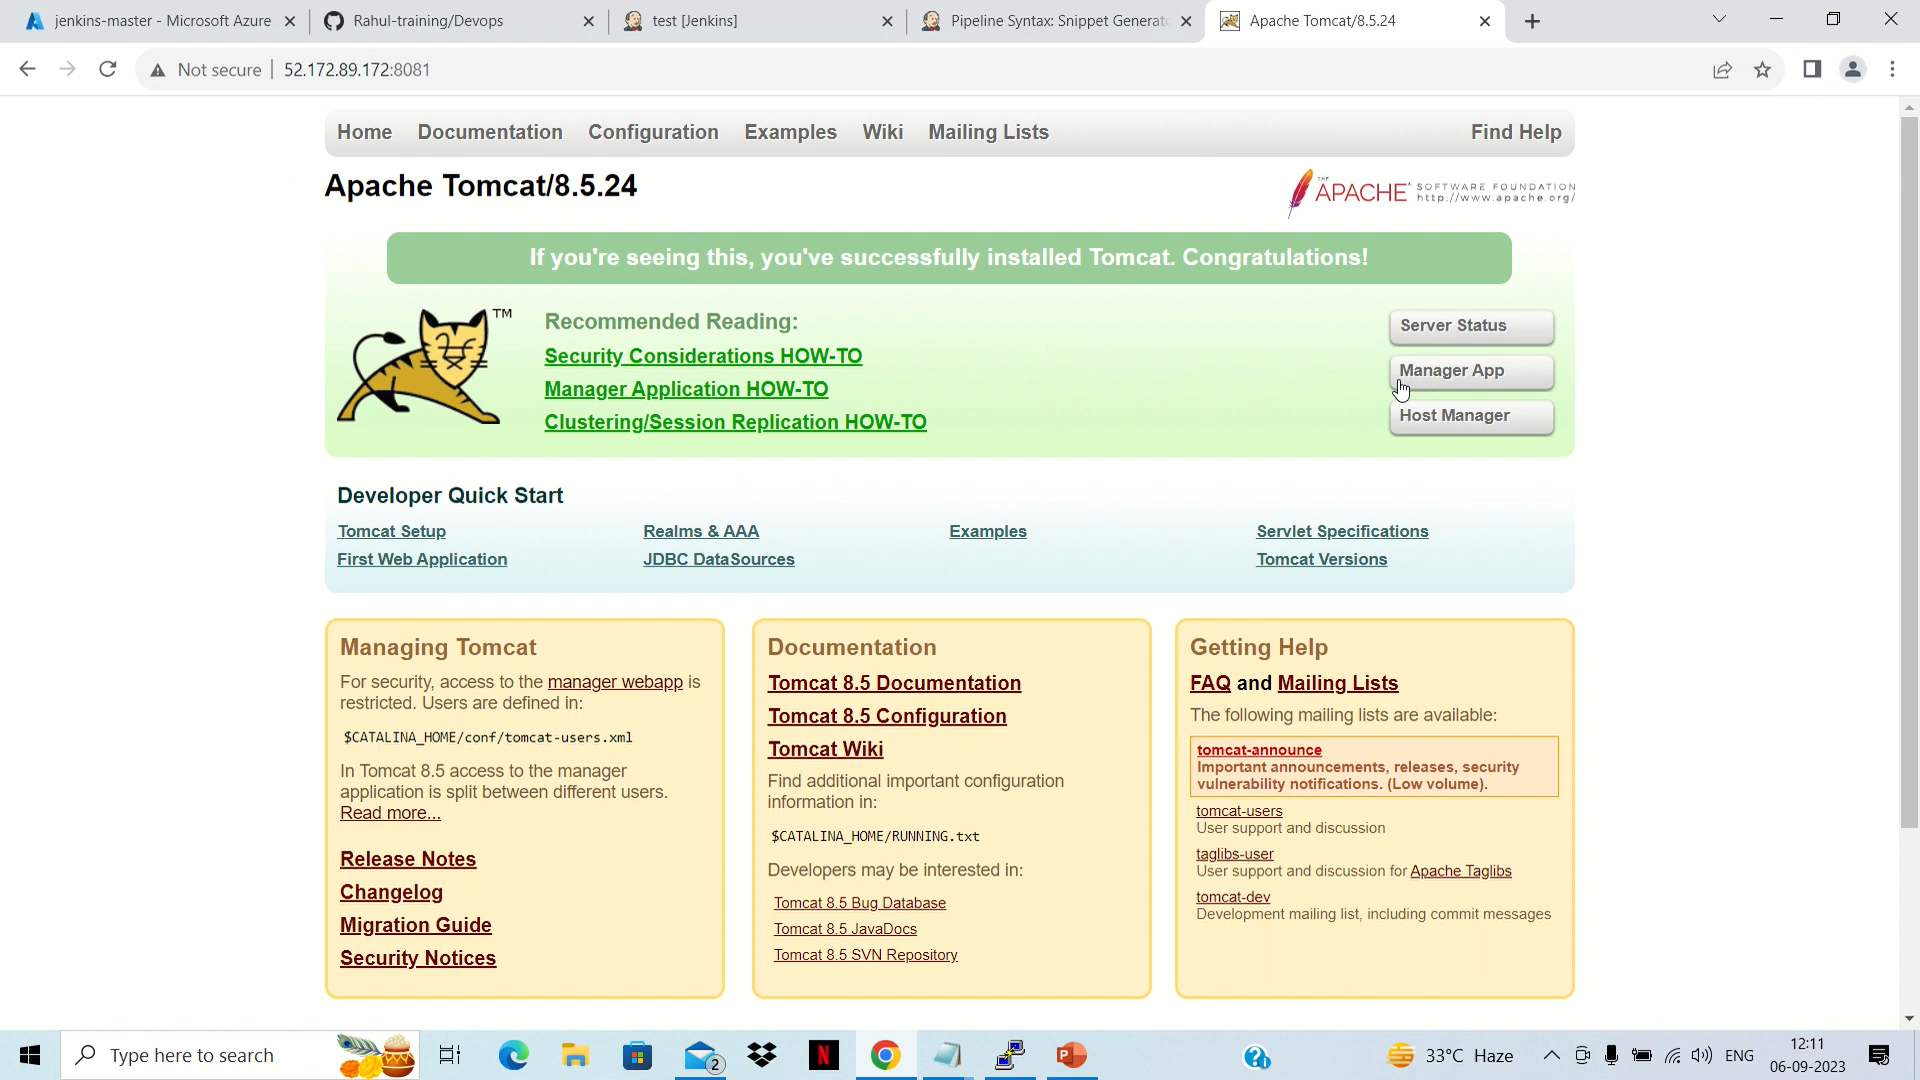 jenkins-master - Microsoft Azure
Rahul-training/Devops
test [Jenkins]
Pipeline Syntax: Snippet Generato
Apache Tomcat/8.5.24
Not secure | 52.172.89.172:8081
Home Documentation Configuration Examples Wiki Mailing Lists Find Help
Apache Tomcat/8.5.24
THE APACHE SOFTWARE FOUNDATION
http://www.apache.org/
If you're seeing this, you've successfully installed Tomcat. Congratulations!
TM
Recommended Reading:
Security Considerations HOW-TO
Manager Application HOW-TO
Clustering/Session Replication HOW-TO
Server Status
Manager App
Host Manager
Developer Quick Start
Tomcat Setup
First Web Application
Realms & AAA
JDBC DataSources
Examples
Servlet Specifications
Tomcat Versions
Managing Tomcat
For security, access to the manager webapp is
restricted. Users are defined in:
$CATALINA_HOME/conf/tomcat-users.xml
In Tomcat 8.5 access to the manager
application is split between different users.
Read more...
Release Notes
Changelog
Migration Guide
Security Notices
Documentation
Tomcat 8.5 Documentation
Tomcat 8.5 Configuration
Tomcat Wiki
Find additional important configuration
information in:
$CATALINA_HOME/RUNNING.txt
Developers may be interested in:
Tomcat 8.5 Bug Database
Tomcat 8.5 JavaDocs
Tomcat 8.5 SVN Repository
Getting Help
FAQ and Mailing Lists
The following mailing lists are available:
tomcat-announce
Important announcements, releases, security
vulnerability notifications. (Low volume).
tomcat-users
User support and discussion
taglibs-user
User support and discussion for Apache Taglibs
tomcat-dev
Development mailing list, including commit messages
Type here to search
2
N
33°C Haze
ENG
12:11
06-09-2023